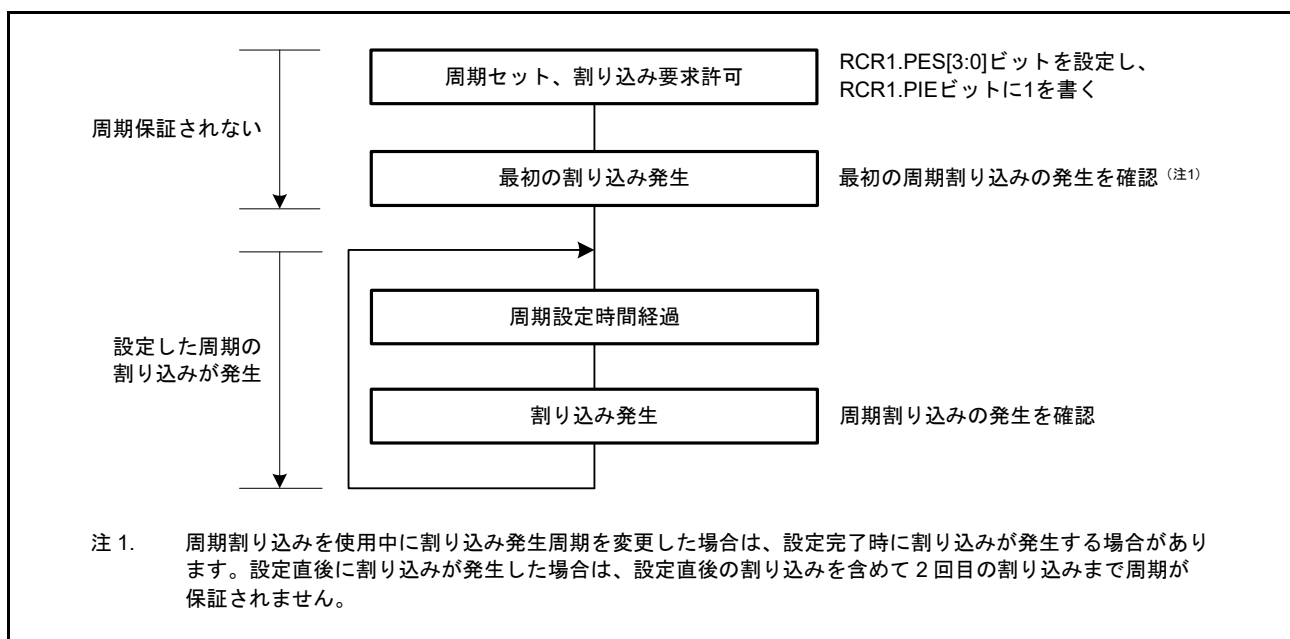 周期セット、割り込み要求許可
RCR1.PES[3:0]ビットを設定し、
RCR1.PIEビットに1を書く
周期保証されない
最初の割り込み発生
最初の周期割り込みの発生を確認（注1）
周期設定時間経過
設定した周期の
割り込みが発生
割り込み発生
周期割り込みの発生を確認
注 1. 周期割り込みを使用中に割り込み発生周期を変更した場合は、設定完了時に割り込みが発生する場合があり
ます。設定直後に割り込みが発生した場合は、設定直後の割り込みを含めて 2 回目の割り込みまで周期が
保証されません。